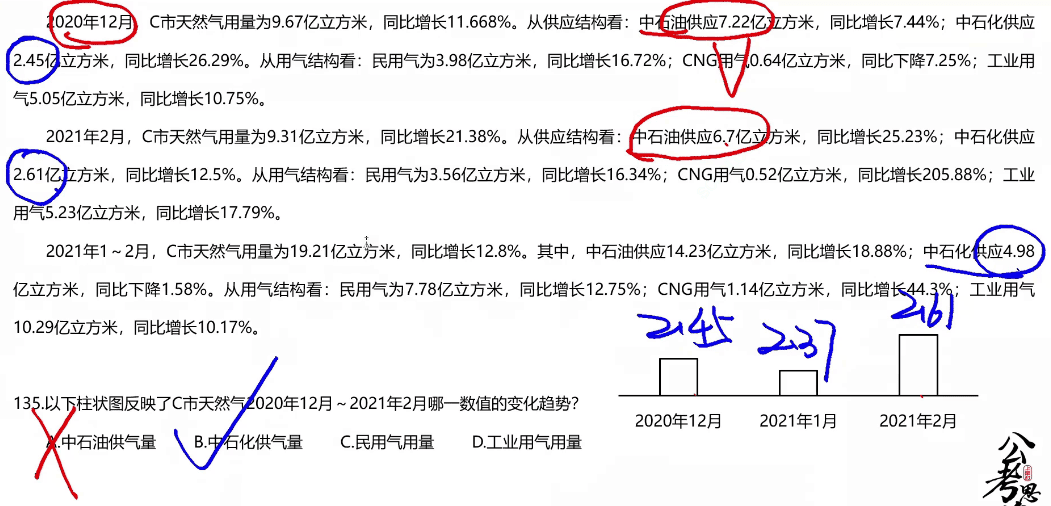 2020年12月，C市天然气用量为9.67亿立方米，同比增长11.668%。从供应结构看：中石油供应7.22亿立方米，同比增长7.44%；中石化供应
2.45亿立方米，同比增长26.29%。从用气结构看：民用气为3.98亿立方米，同比增长16.72%；CNG用气0.64亿立方米，同比下降7.25%；工业用
气5.05亿立方米，同比增长10.75%。
2021年2月，C市天然气用量为9.31亿立方米，同比增长21.38%。从供应结构看：中石油供应6.7亿立方米，同比增长25.23%；中石化供应
2.61亿立方米，同比增长12.5%。从用气结构看：民用气为3.56亿立方米，同比增长16.34%；CNG用气0.52亿立方米，同比增长205.88%；工业
用气5.23亿立方米，同比增长17.79%。
2021年1～2月，C市天然气用量为19.21亿立方米，同比增长12.8%。其中，中石油供应14.23亿立方米，同比增长18.88%；中石化供应4.98
亿立方米，同比下降1.58%。从用气结构看：民用气为7.78亿立方米，同比增长12.75%；CNG用气1.14亿立方米，同比增长44.3%；工业用气
10.29亿立方米，同比增长10.17%。
2.45 2.37 2.61
135.以下柱状图反映了C市天然气2020年12月～2021年2月哪一数值的变化趋势？
2020年12月 2021年1月 2021年2月
A.中石油供气量 B.中石化供气量 C.民用气用量 D.工业用气用量
公考思